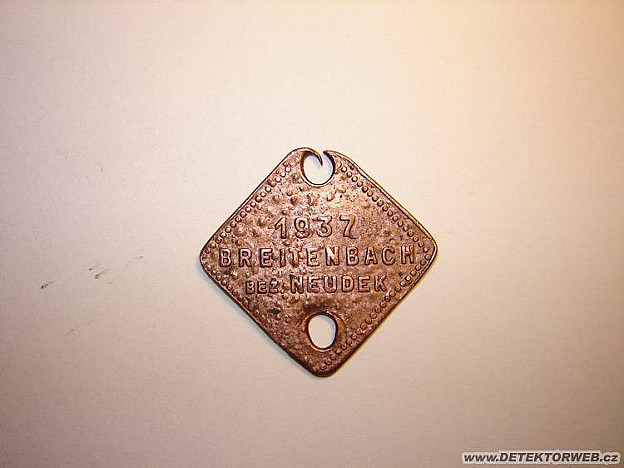 1937
BREITENBACH
BEZ. NEUDEK
www.DETEKTORWEB.cz